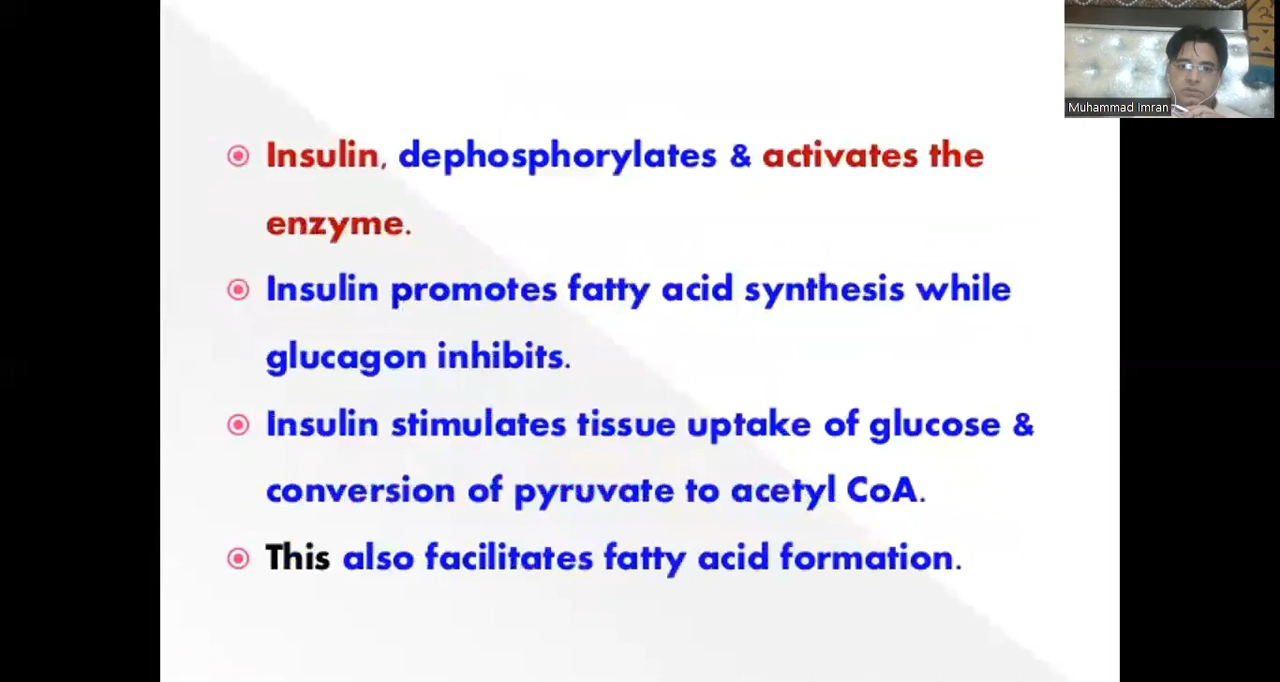 Muhammad Imran
Insulin, dephosphorylates & activates the
enzyme.
Insulin promotes fatty acid synthesis while
glucagon inhibits.
Insulin stimulates tissue uptake of glucose &
conversion of pyruvate to acetyl CoA.
This also facilitates fatty acid formation.